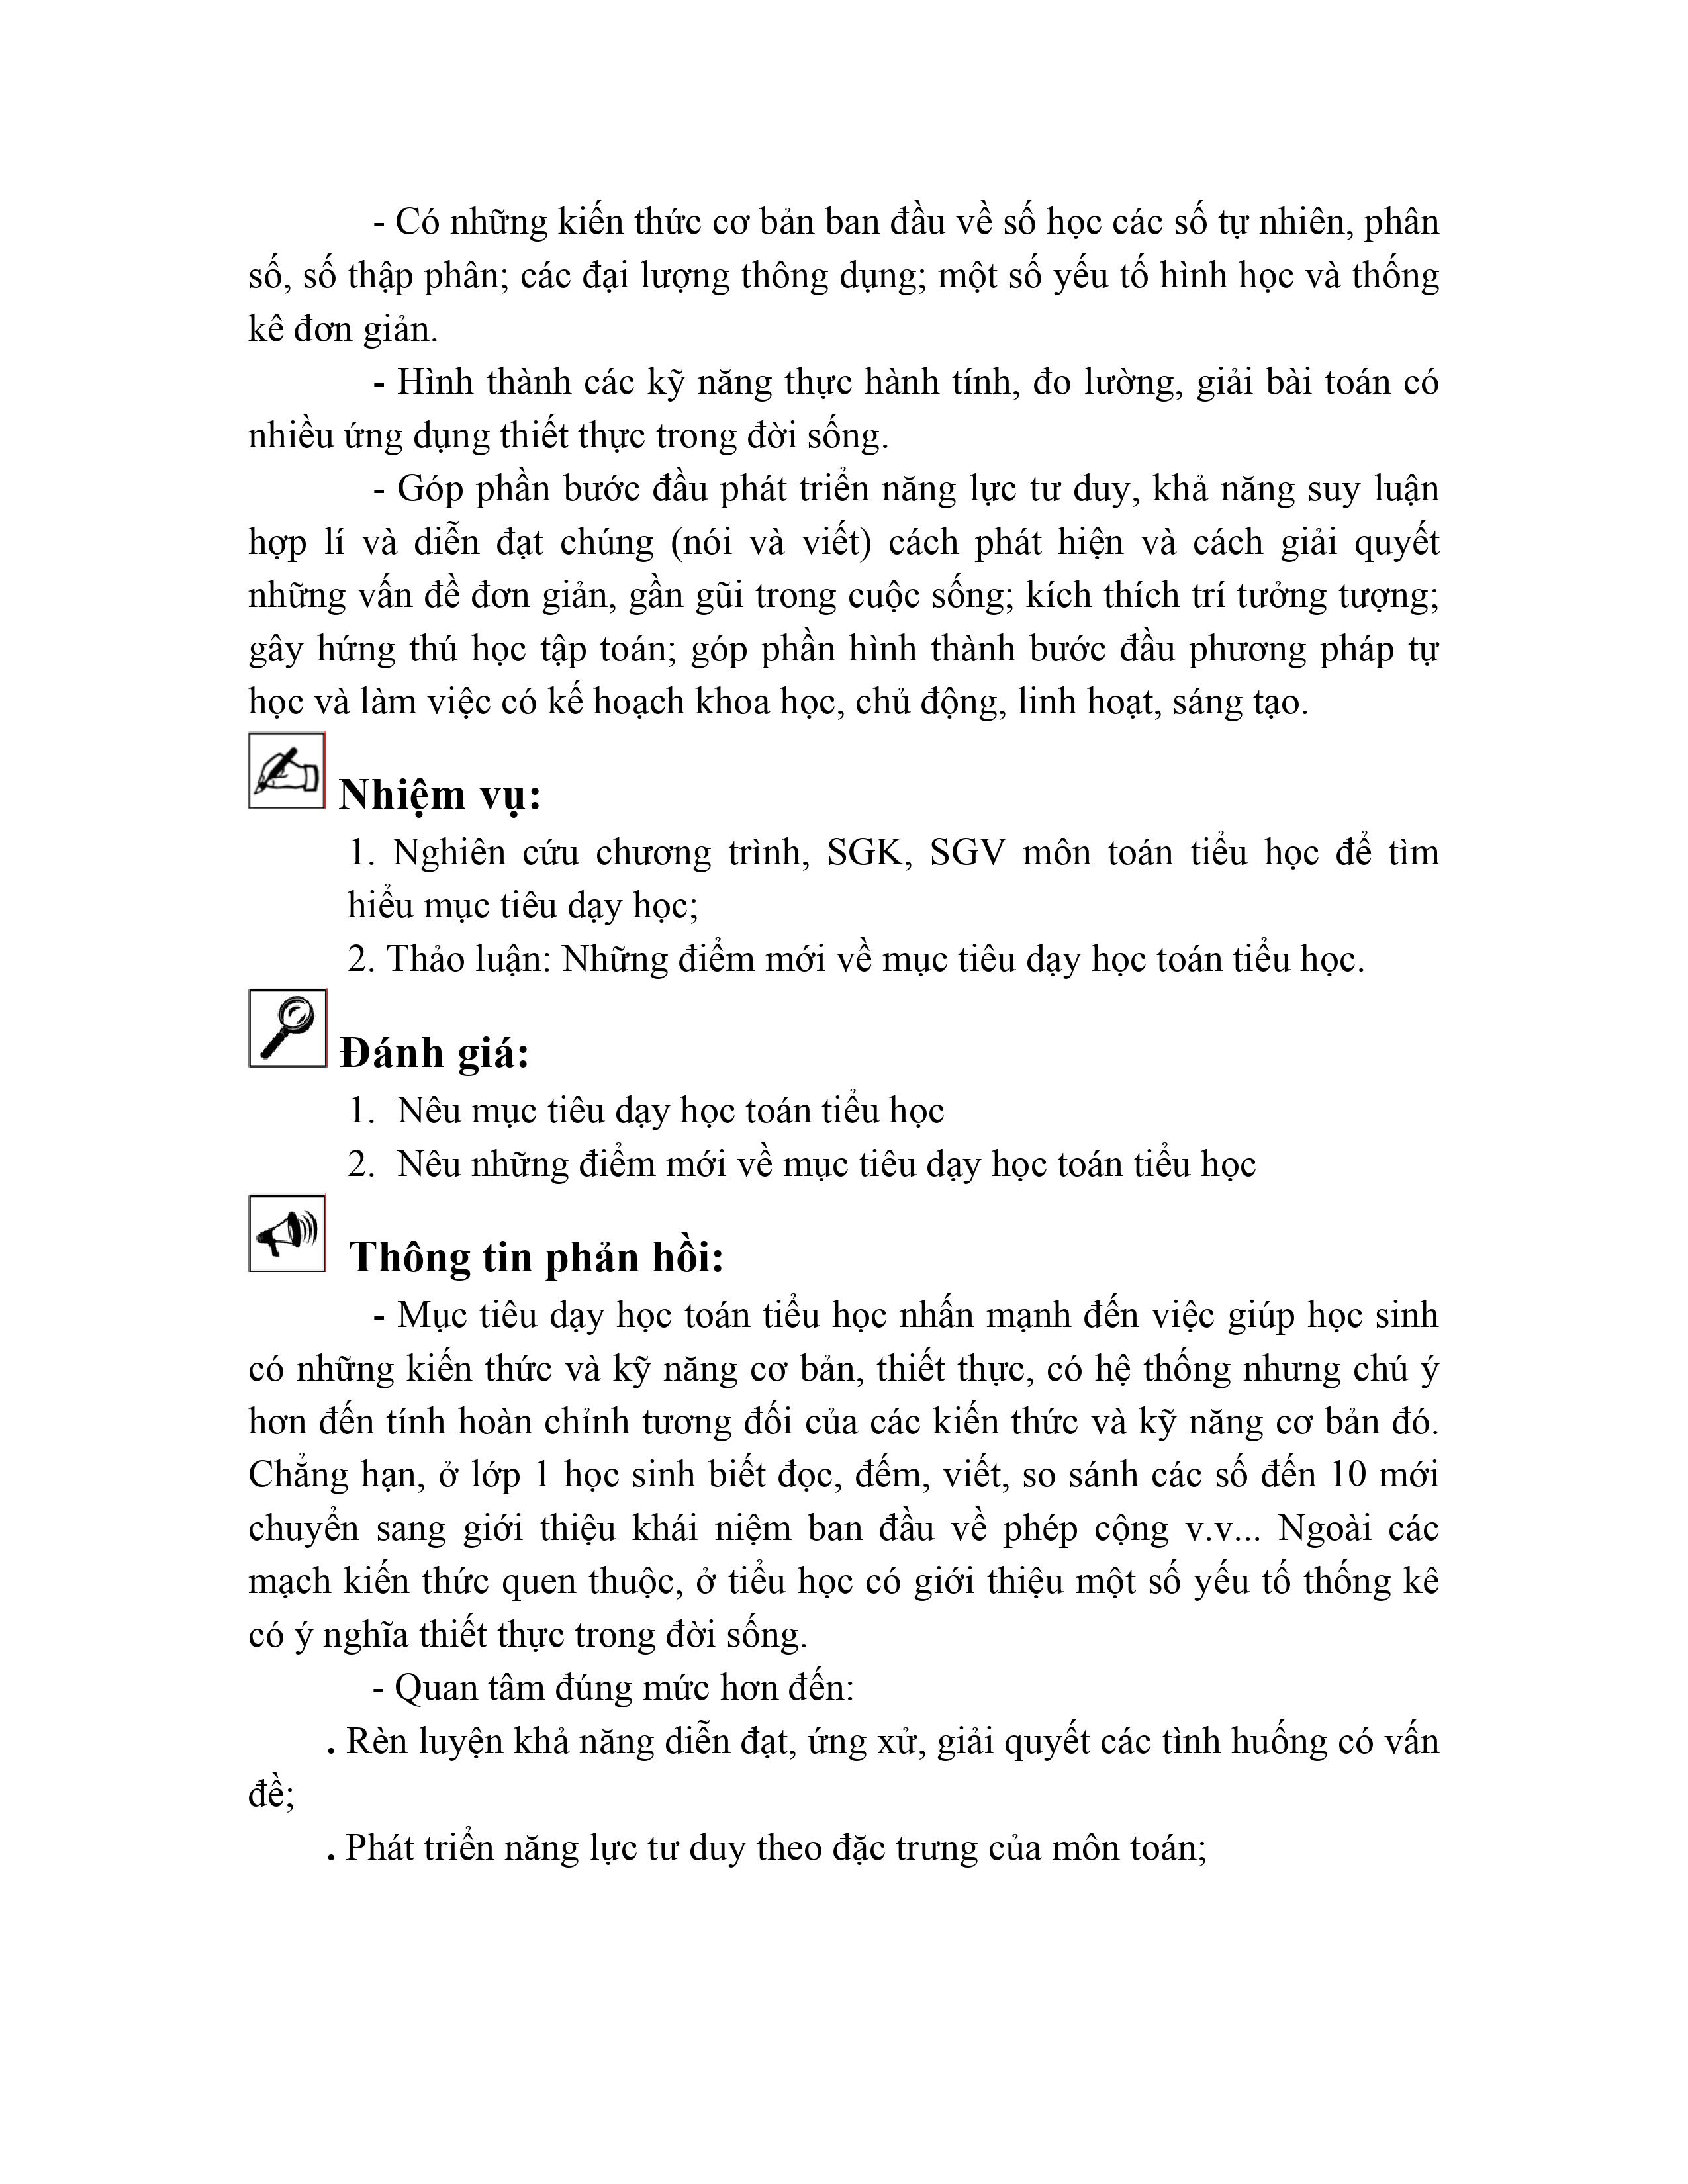 - Có những kiến thức cơ bản ban đầu về số học các số tự nhiên, phân
số, số thập phân; các đại lượng thông dụng; một số yếu tố hình học và thống
kê đơn giản.
- Hình thành các kỹ năng thực hành tính, đo lường, giải bài toán có
nhiều ứng dụng thiết thực trong đời sống.
- Góp phần bước đầu phát triển năng lực tư duy, khả năng suy luận
hợp lí và diễn đạt chúng (nói và viết) cách phát hiện và cách giải quyết
những vấn đề đơn giản, gần gũi trong cuộc sống; kích thích trí tưởng tượng;
gây hứng thú học tập toán; góp phần hình thành bước đầu phương pháp tự
học và làm việc có kế hoạch khoa học, chủ động, linh hoạt, sáng tạo.
Nhiệm vụ:
1. Nghiên cứu chương trình, SGK, SGV môn toán tiểu học để tìm
hiểu mục tiêu dạy học;
2. Thảo luận: Những điểm mới về mục tiêu dạy học toán tiểu học.
Đánh giá:
1. Nêu mục tiêu dạy học toán tiểu học
2. Nêu những điểm mới về mục tiêu dạy học toán tiểu học
Thông tin phản hồi:
- Mục tiêu dạy học toán tiểu học nhấn mạnh đến việc giúp học sinh
có những kiến thức và kỹ năng cơ bản, thiết thực, có hệ thống nhưng chú ý
hơn đến tính hoàn chỉnh tương đối của các kiến thức và kỹ năng cơ bản đó.
Chẳng hạn, ở lớp 1 học sinh biết đọc, đếm, viết, so sánh các số đến 10 mới
chuyển sang giới thiệu khái niệm ban đầu về phép cộng v.v... Ngoài các
mạch kiến thức quen thuộc, ở tiểu học có giới thiệu một số yếu tố thống kê
có ý nghĩa thiết thực trong đời sống.
- Quan tâm đúng mức hơn đến:
. Rèn luyện khả năng diễn đạt, ứng xử, giải quyết các tình huống có vấn
đề;
. Phát triển năng lực tư duy theo đặc trưng của môn toán;